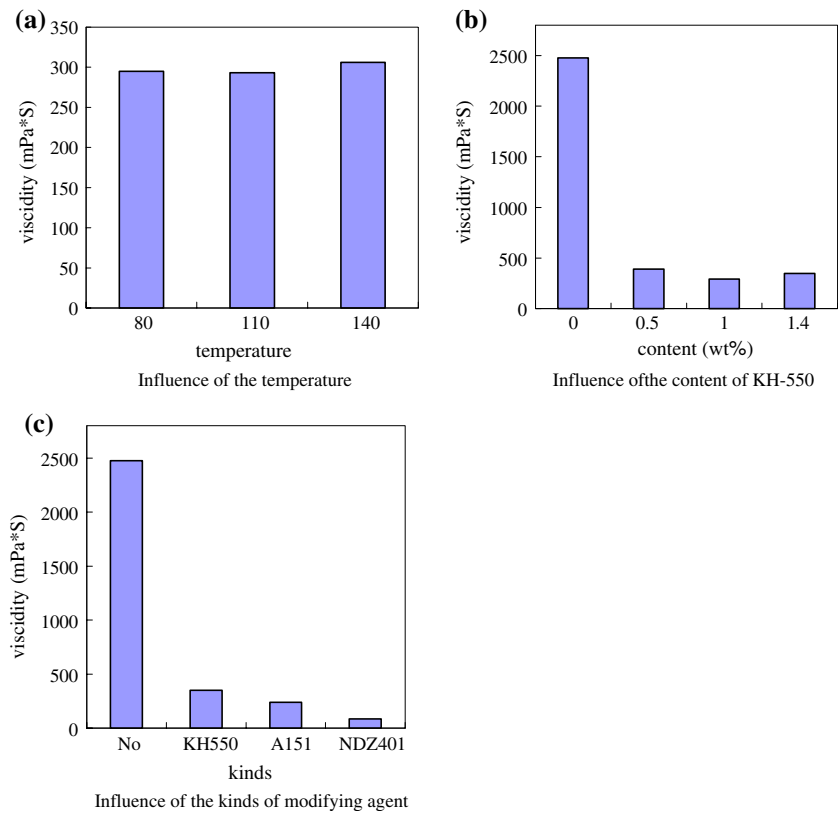 (a)
350
300
250
200
150
300
50
0
viscidity (mPa*S)
80 110 140
temperature
Influence of the temperature
(b)
2500
2000
1500
1000
500
0
viscidity (mPa*S)
0 0.5 1 1.4
content (wt%)
Influence ofthe content of KH-550
(c)
2500
2000
1500
1000
500
0
viscidity (mPa*S)
No KH550 A151 NDZ401
kinds
Influence of the kinds of modifying agent